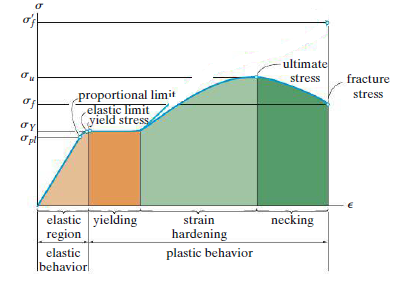 σ
σ′f
σu
σf
σY
σpl
ultimate
stress
fracture
stress
proportional limit
elastic limit
yield stress
ϵ
elastic
region
yielding
strain
hardening
necking
elastic
behavior
plastic behavior